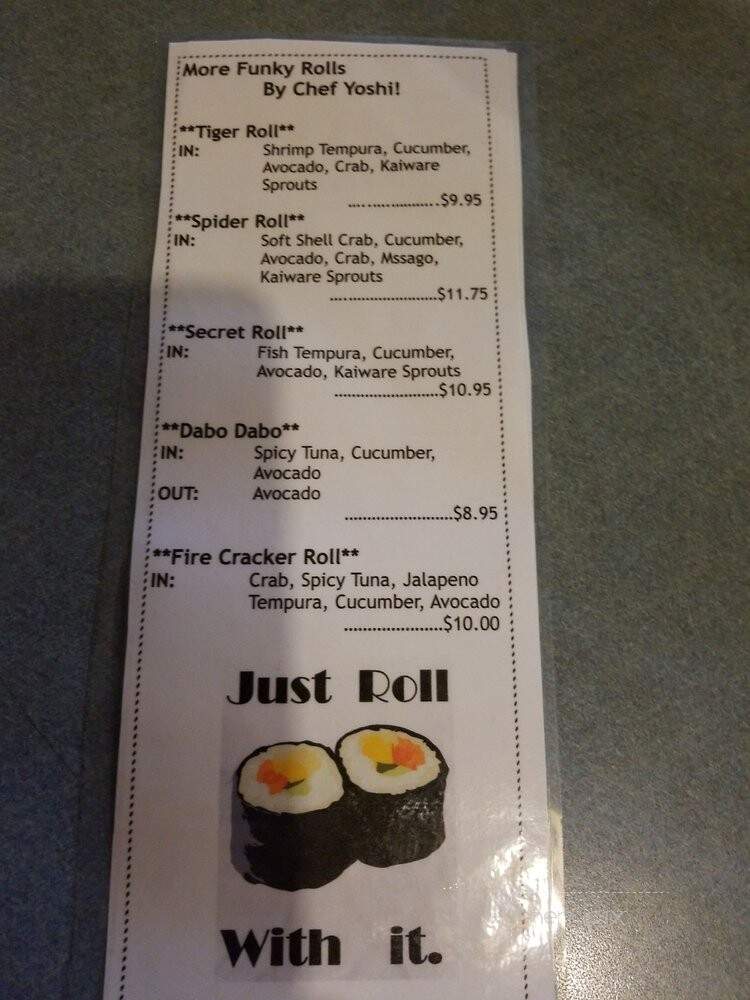 More Funky Rolls
By Chef Yoshi!
**Tiger Roll**
IN: Shrimp Tempura, Cucumber,
Avocado, Crab, Kaiware
Sprouts
.....................$9.95
**Spider Roll**
IN: Soft Shell Crab, Cucumber,
Avocado, Crab, Mssago,
Kaiware Sprouts
........................$11.75
**Secret Roll**
IN: Fish Tempura, Cucumber,
Avocado, Kaiware Sprouts
.......................$10.95
**Dabo Dabo**
IN: Spicy Tuna, Cucumber,
Avocado
OUT: Avocado
........................$8.95
**Fire Cracker Roll**
IN: Crab, Spicy Tuna, Jalapeno
Tempura, Cucumber, Avocado
......................$10.00
Just Roll
With it.